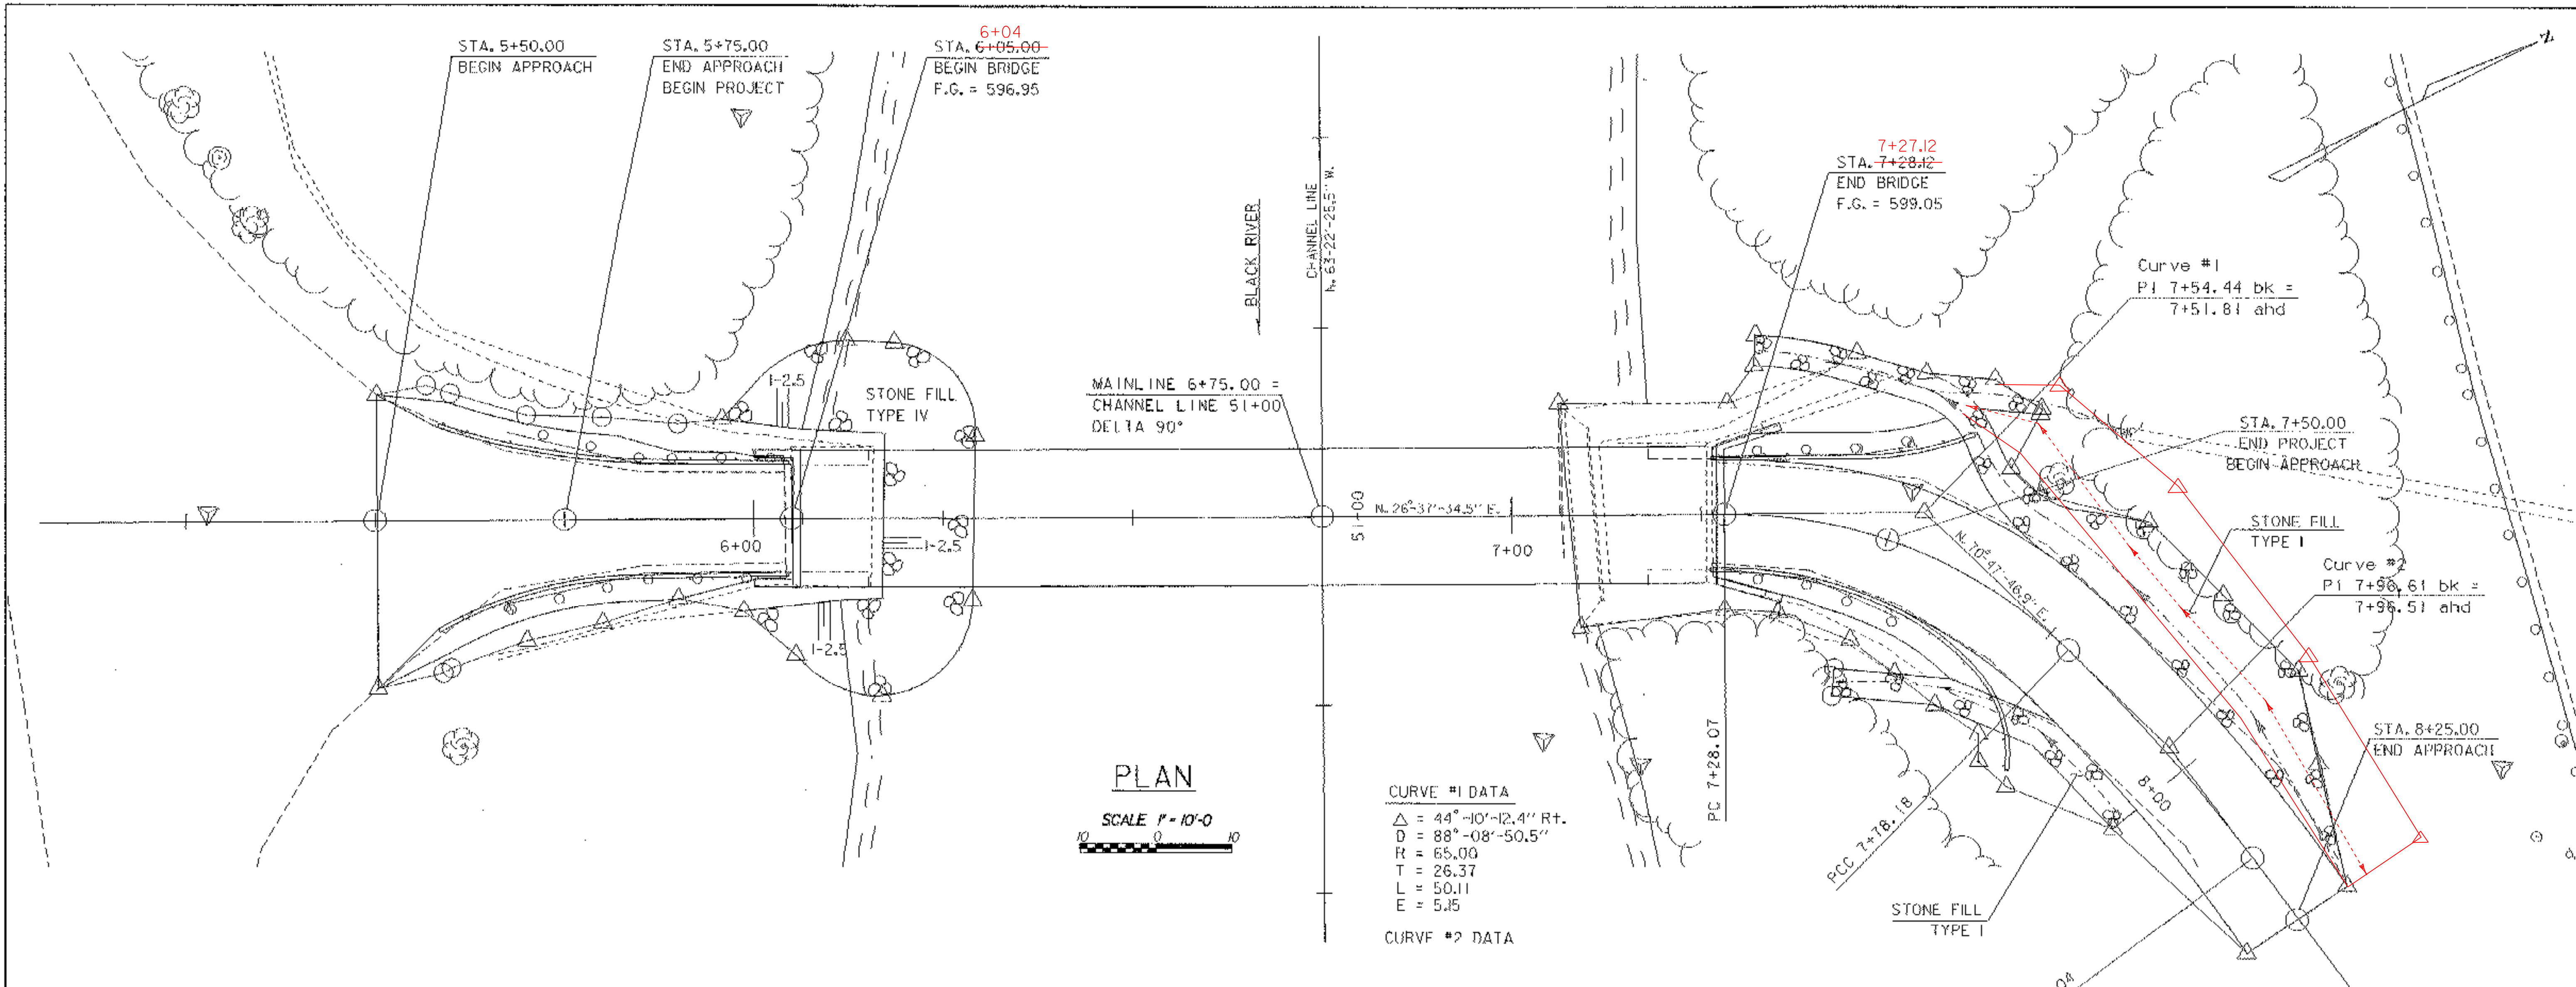 STA. 5+50.00
BEGIN APPROACH
STA. 5+75.00
END APPROACH
BEGIN PROJECT
6+04
STA. 6+05.00
BEGIN BRIDGE
F.G. = 596.95
BLACK RIVER
CHANNEL LINE
N. 63-22'-25.5" W.
7+27.12
STA. 7+28.12
END BRIDGE
F.G. = 599.05
Curve #1
PI 7+54.44 bk =
7+51.81 ahd
1-2.5
STONE FILL
TYPE IV
MAINLINE 6+75.00 =
CHANNEL LINE 51+00
DELTA 90°
STA. 7+50.00
END PROJECT
BEGIN APPROACH
6+00
1-2.5
51+00
N. 26°-37'-34.5" E.
7+00
N. 70°-47'-46.9" E.
STONE FILL
TYPE I
Curve #2
PI 7+96.61 bk =
7+96.51 ahd
1-2.5
STA. 8+25.00
END APPROACH
8+00
PC 7+28.07
PCC 7+78.18
PLAN
SCALE 1" = 10'-0
10 0 10
CURVE #1 DATA
△ = 44°-10'-12.4" Rt.
D = 88°-08'-50.5"
R = 65.00
T = 26.37
L = 50.11
E = 5.15
STONE FILL
TYPE I
CURVE #2 DATA